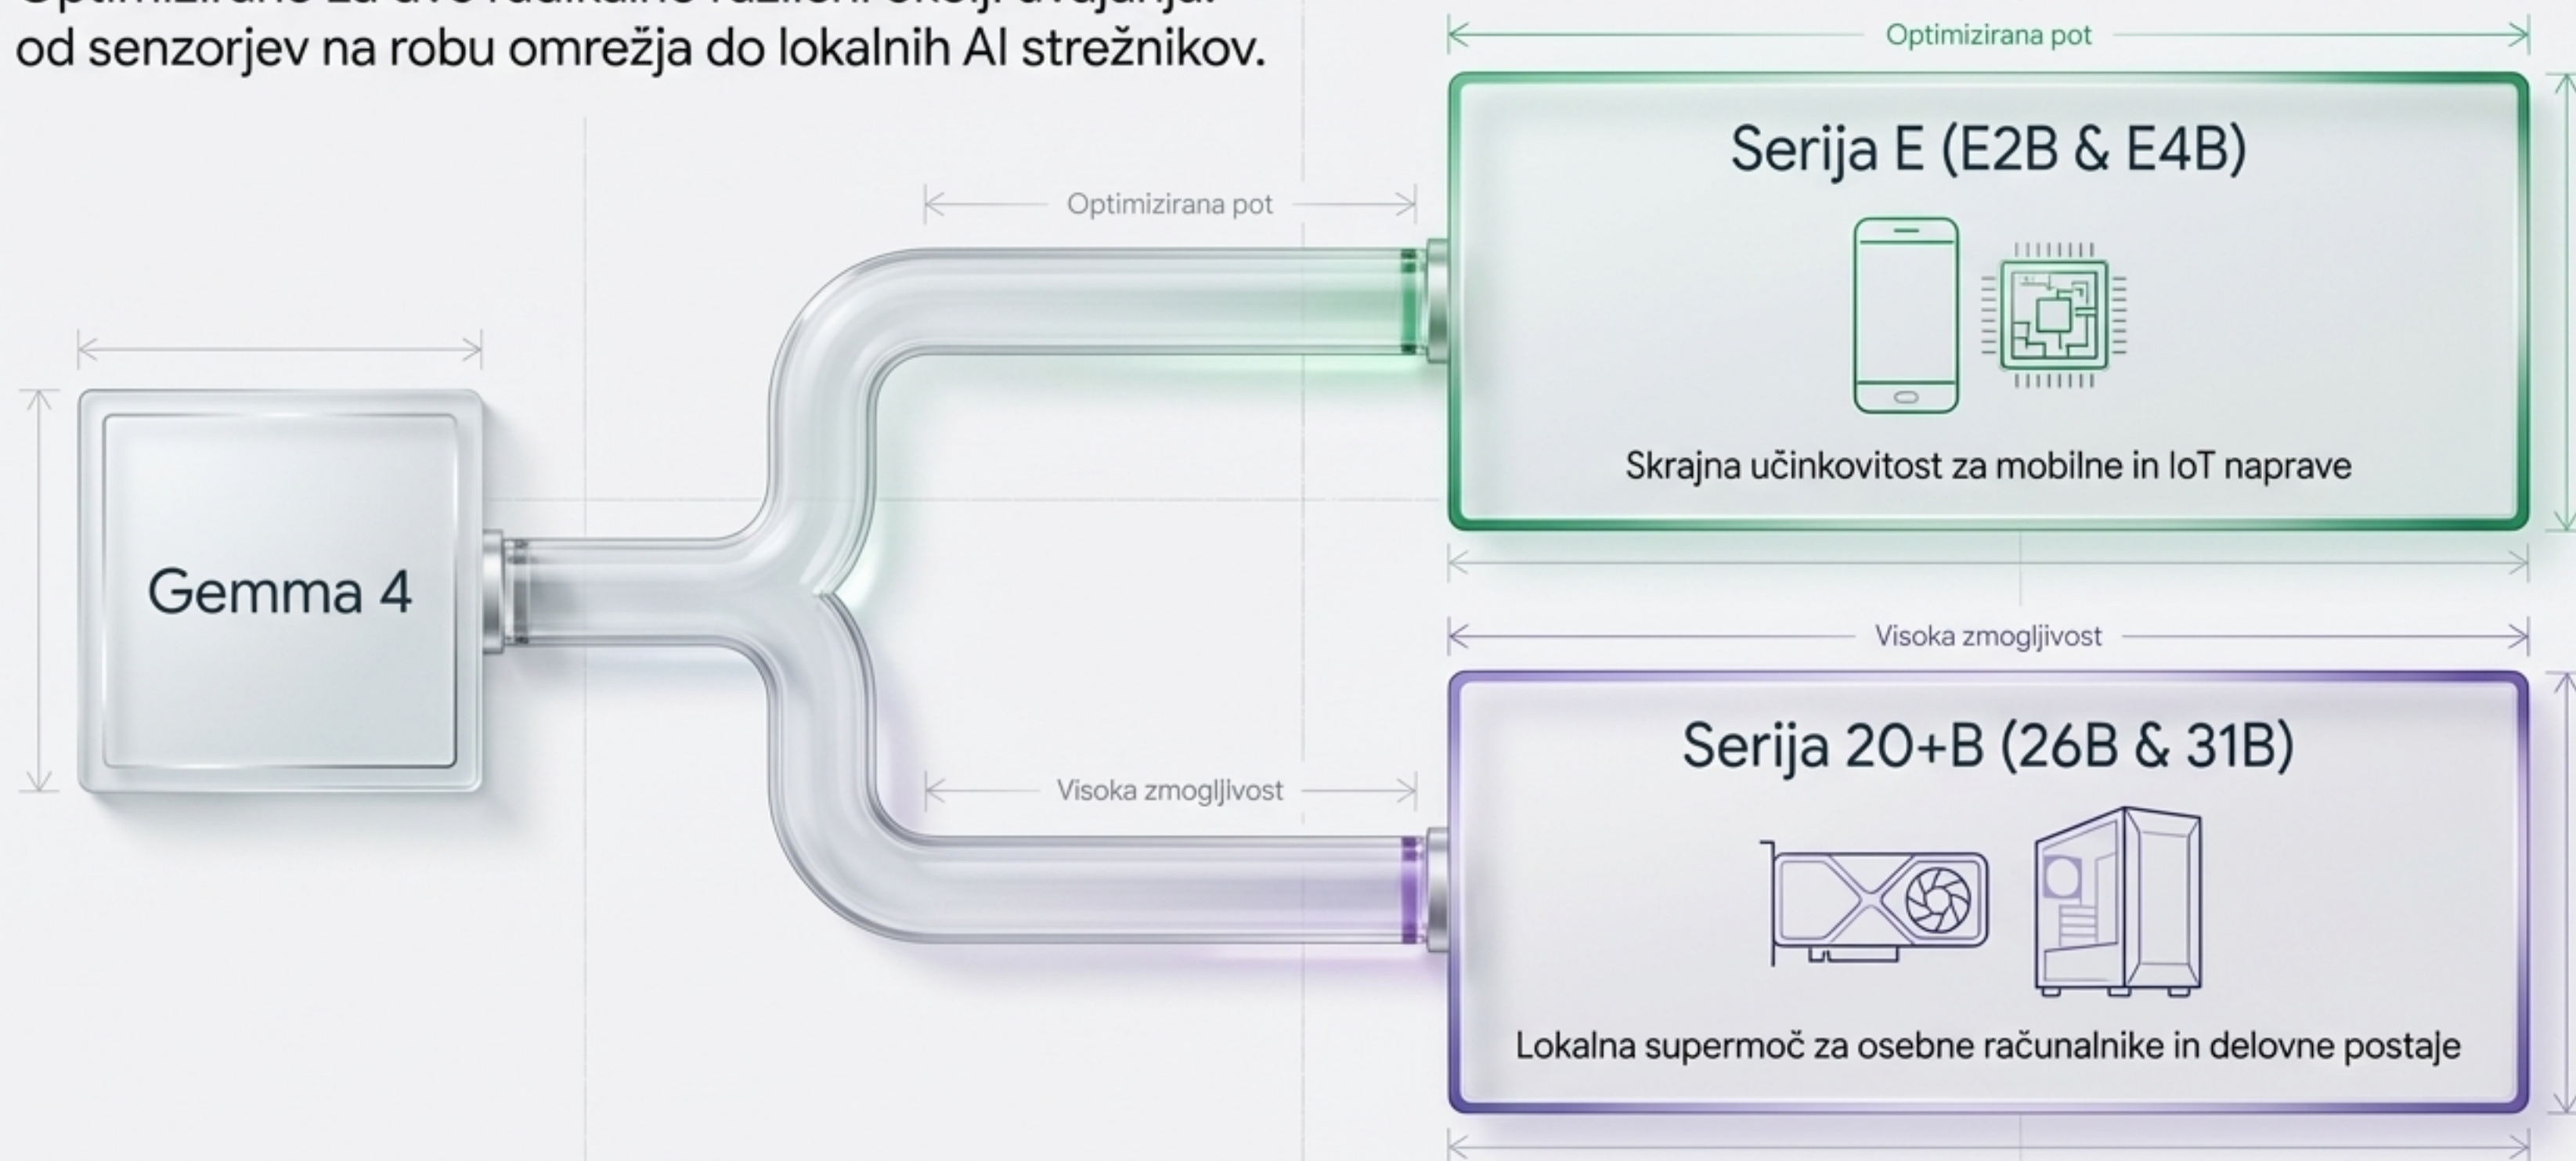 od senzorjev na robu omrežja do lokalnih AI strežnikov.
Optimizirana pot
Serija E (E2B & E4B)
Optimizirana pot
Skrajna učinkovitost za mobilne in IoT naprave
Gemma 4
Visoka zmogljivost
Serija 20+B (26B & 31B)
Visoka zmogljivost
Lokalna supermoč za osebne računalnike in delovne postaje